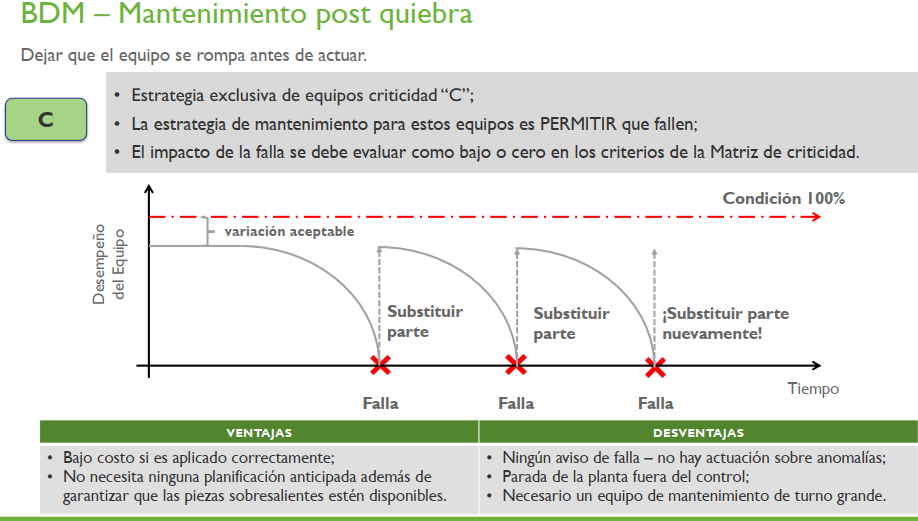 BDM – Mantenimiento post quiebra
Dejar que el equipo se rompa antes de actuar.
C
• Estrategia exclusiva de equipos criticidad “C”;
• La estrategia de mantenimiento para estos equipos es PERMITIR que fallen;
• El impacto de la falla se debe evaluar como bajo o cero en los criterios de la Matriz de criticidad.
Condición 100%
variación aceptable
Desempeño
del Equipo
Substituir
parte
Substituir
parte
¡Substituir parte
nuevamente!
Tiempo
Falla
Falla
Falla
VENTAJAS
• Bajo costo si es aplicado correctamente;
• No necesita ninguna planificación anticipada además de
garantizar que las piezas sobresalientes estén disponibles.
DESVENTAJAS
• Ningún aviso de falla – no hay actuación sobre anomalías;
• Parada de la planta fuera del control;
• Necesario un equipo de mantenimiento de turno grande.